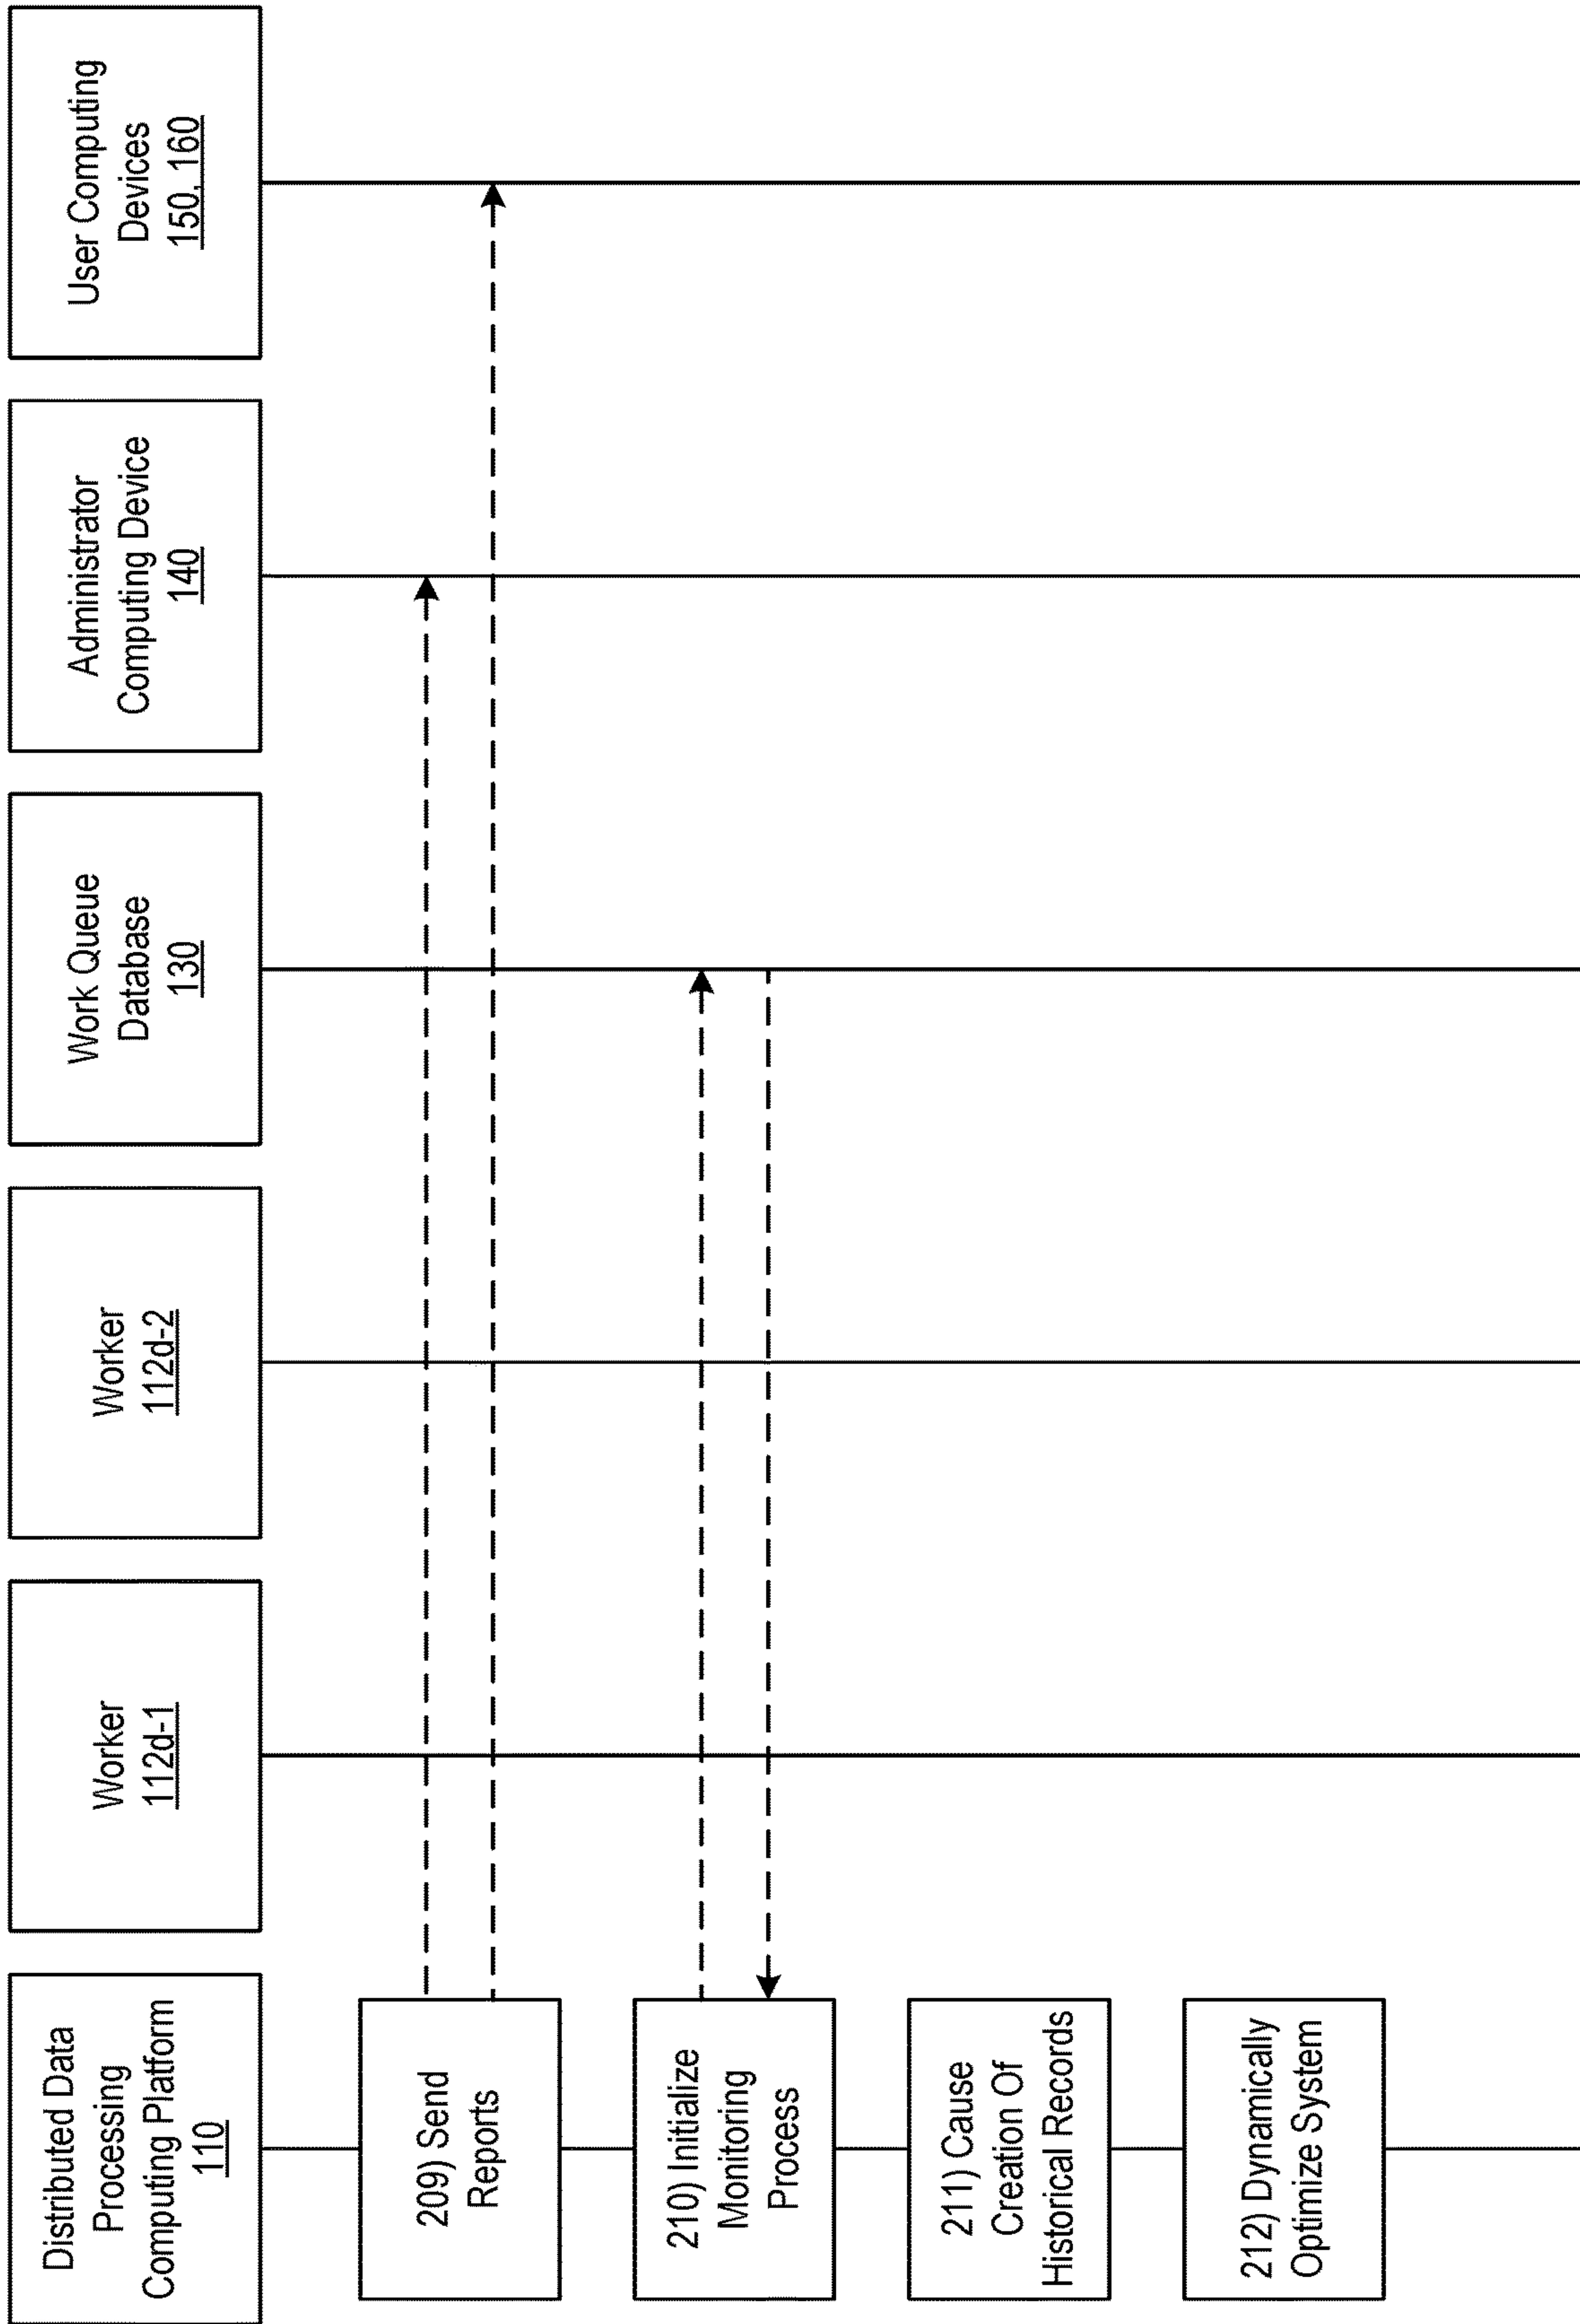 Distributed Data
Processing
Computing Platform
110
Worker
112d-1
Worker
112d-2
Work Queue
Database
130
Administrator
Computing Device
140
User Computing
Devices
150, 160
209) Send
Reports
210) Initialize
Monitoring
Process
211) Cause
Creation Of
Historical Records
212) Dynamically
Optimize System